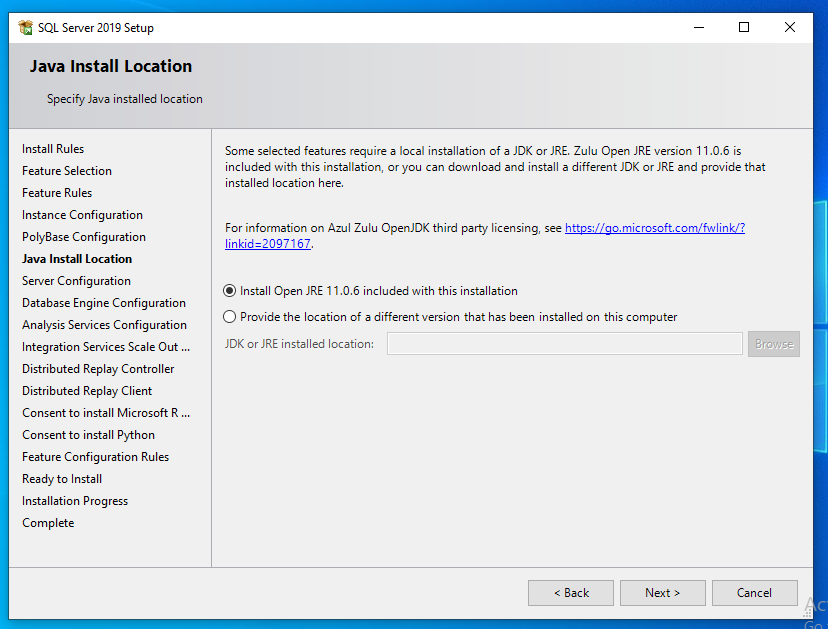 SQL Server 2019 Setup
Java Install Location
Specify Java installed location
Install Rules
Feature Selection
Feature Rules
Instance Configuration
PolyBase Configuration
Java Install Location
Server Configuration
Database Engine Configuration
Analysis Services Configuration
Integration Services Scale Out ...
Distributed Replay Controller
Distributed Replay Client
Consent to install Microsoft R ...
Consent to install Python
Feature Configuration Rules
Ready to Install
Installation Progress
Complete
Some selected features require a local installation of a JDK or JRE. Zulu Open JRE version 11.0.6 is
included with this installation, or you can download and install a different JDK or JRE and provide that
installed location here.
For information on Azul Zulu OpenJDK third party licensing, see https://go.microsoft.com/fwlink/?
linkid=2097167.
Install Open JRE 11.0.6 included with this installation
Provide the location of a different version that has been installed on this computer
JDK or JRE installed location:
Browse
< Back
Next >
Cancel